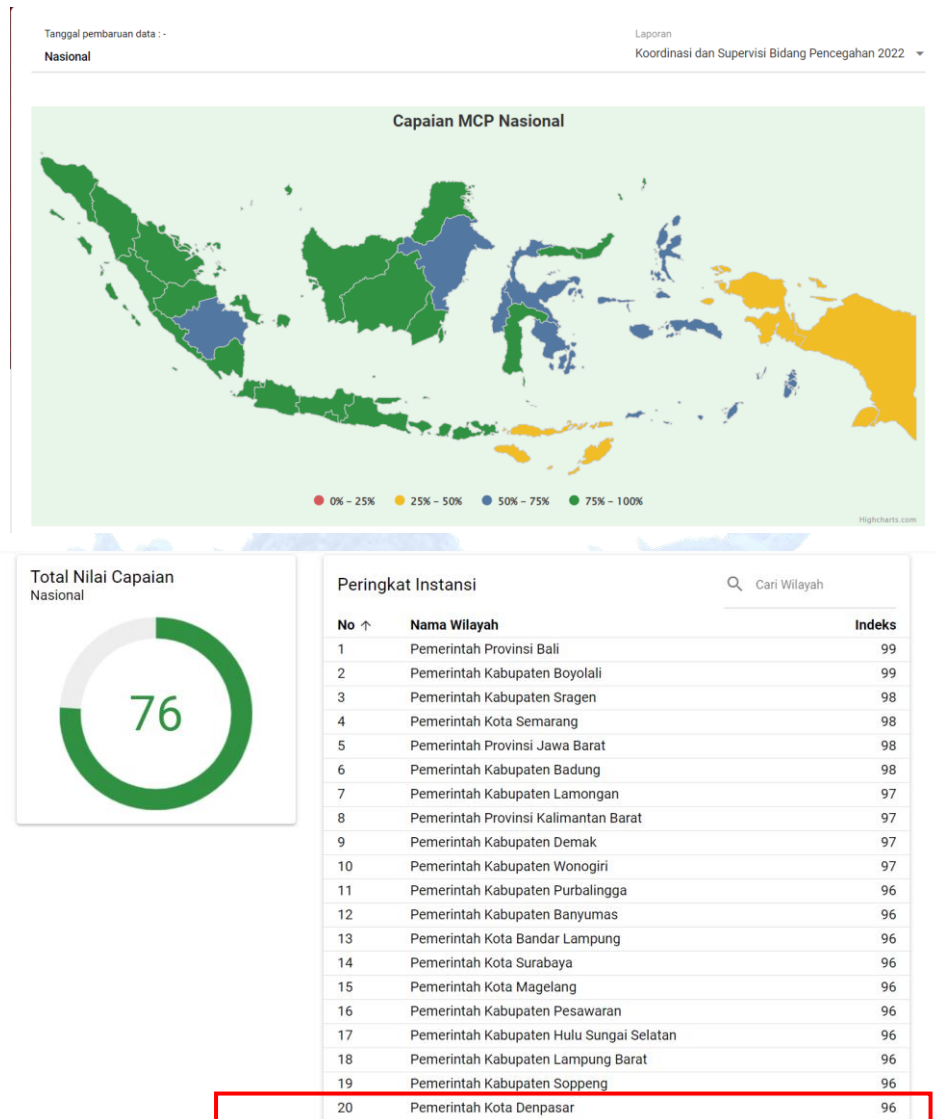 Tanggal pembaruan data : -
Nasional
Laporan
Koordinasi dan Supervisi Bidang Pencegahan 2022
Capaian MCP Nasional
0% – 25% 25% – 50% 50% – 75% 75% – 100%
Highcharts.com
Total Nilai Capaian
Nasional
76
Peringkat Instansi
Cari Wilayah
No ↑ Nama Wilayah Indeks
1 Pemerintah Provinsi Bali 99
2 Pemerintah Kabupaten Boyolali 99
3 Pemerintah Kabupaten Sragen 98
4 Pemerintah Kota Semarang 98
5 Pemerintah Provinsi Jawa Barat 98
6 Pemerintah Kabupaten Badung 98
7 Pemerintah Kabupaten Lamongan 97
8 Pemerintah Provinsi Kalimantan Barat 97
9 Pemerintah Kabupaten Demak 97
10 Pemerintah Kabupaten Wonogiri 97
11 Pemerintah Kabupaten Purbalingga 96
12 Pemerintah Kabupaten Banyumas 96
13 Pemerintah Kota Bandar Lampung 96
14 Pemerintah Kota Surabaya 96
15 Pemerintah Kota Magelang 96
16 Pemerintah Kabupaten Pesawaran 96
17 Pemerintah Kabupaten Hulu Sungai Selatan 96
18 Pemerintah Kabupaten Lampung Barat 96
19 Pemerintah Kabupaten Soppeng 96
20 Pemerintah Kota Denpasar 96